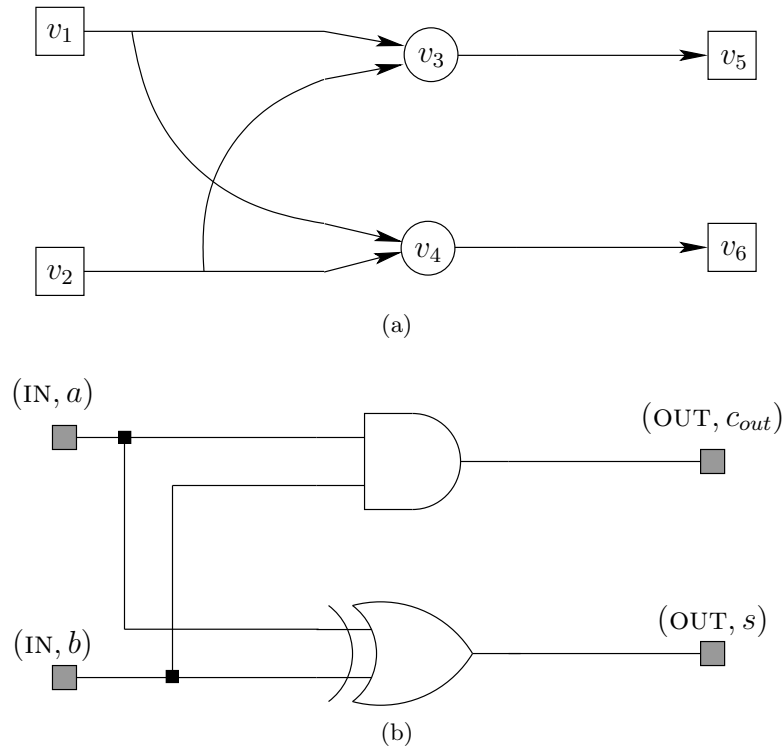 v1
v3
v5
v2
v4
v6
(a)
(IN, a)
(OUT, cout)
(IN, b)
(OUT, s)
(b)